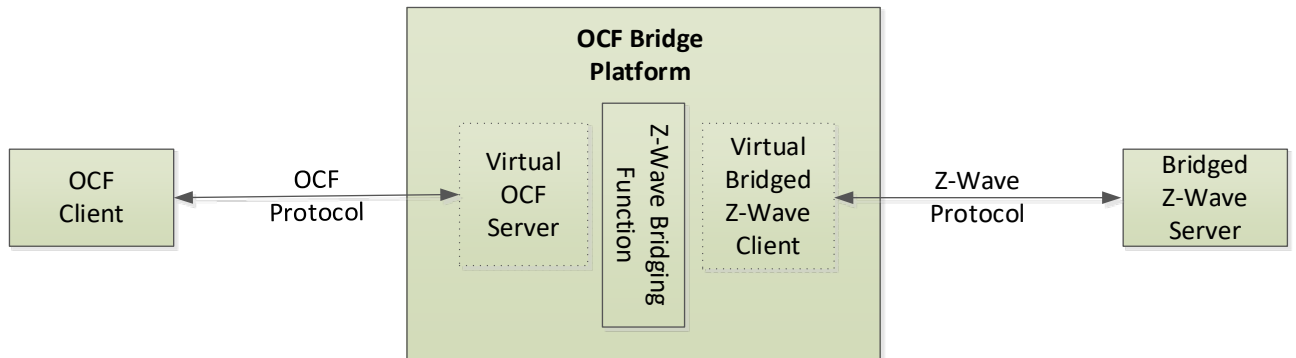 OCF Bridge
Platform
OCF
Client
OCF
Protocol
Virtual
OCF
Server
Z-Wave Bridging
Function
Virtual
Bridged
Z-Wave
Client
Z-Wave
Protocol
Bridged
Z-Wave
Server